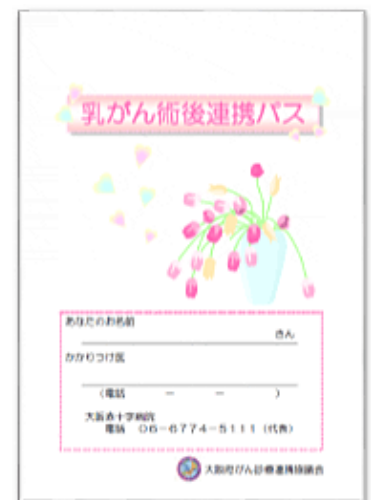 乳がん術後連携パス
あなたのお名前
さん
かかりつけ医
（電話　　－　　－　　）
大阪赤十字病院
電話　０６－６７７４－５１１１（代表）
大阪府がん診療連携協議会